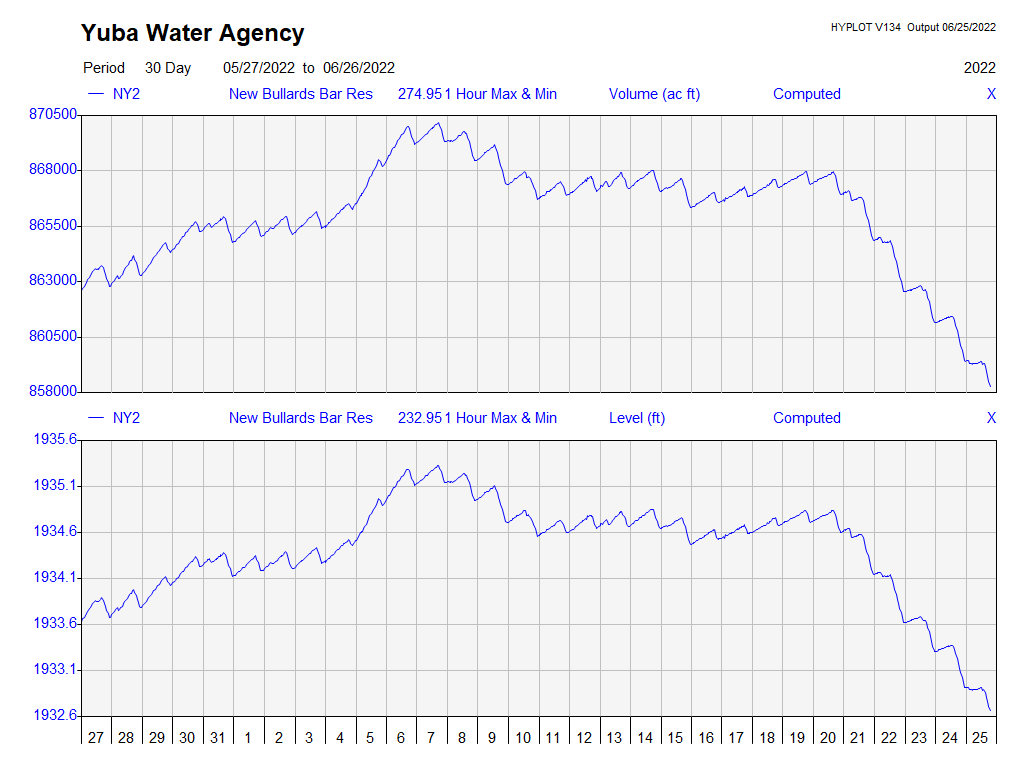 Yuba Water Agency
HYPLOT V134 Output 06/25/2022
Period 30 Day 05/27/2022 to 06/26/2022 2022
NY2 New Bullards Bar Res 274.95 1 Hour Max & Min Volume (ac ft) Computed X
870500
868000
865500
863000
860500
858000
NY2 New Bullards Bar Res 232.95 1 Hour Max & Min Level (ft) Computed X
1935.6
1935.1
1934.6
1934.1
1933.6
1933.1
1932.6
27 28 29 30 31 1 2 3 4 5 6 7 8 9 10 11 12 13 14 15 16 17 18 19 20 21 22 23 24 25